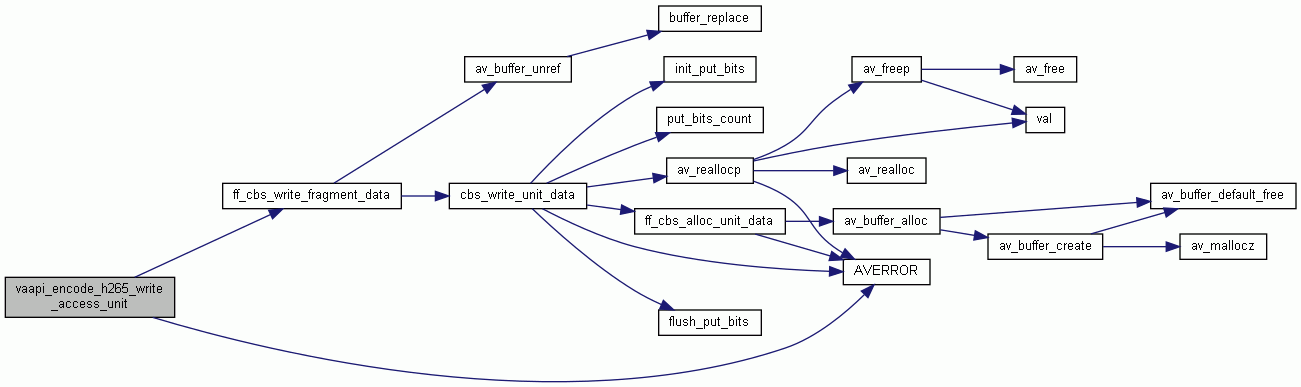 buffer_replace
av_buffer_unref
init_put_bits
av_freep
av_free
put_bits_count
val
av_reallocp
av_realloc
ff_cbs_write_fragment_data
cbs_write_unit_data
av_buffer_default_free
ff_cbs_alloc_unit_data
av_buffer_alloc
av_buffer_create
av_mallocz
AVERROR
vaapi_encode_h265_write
_access_unit
flush_put_bits